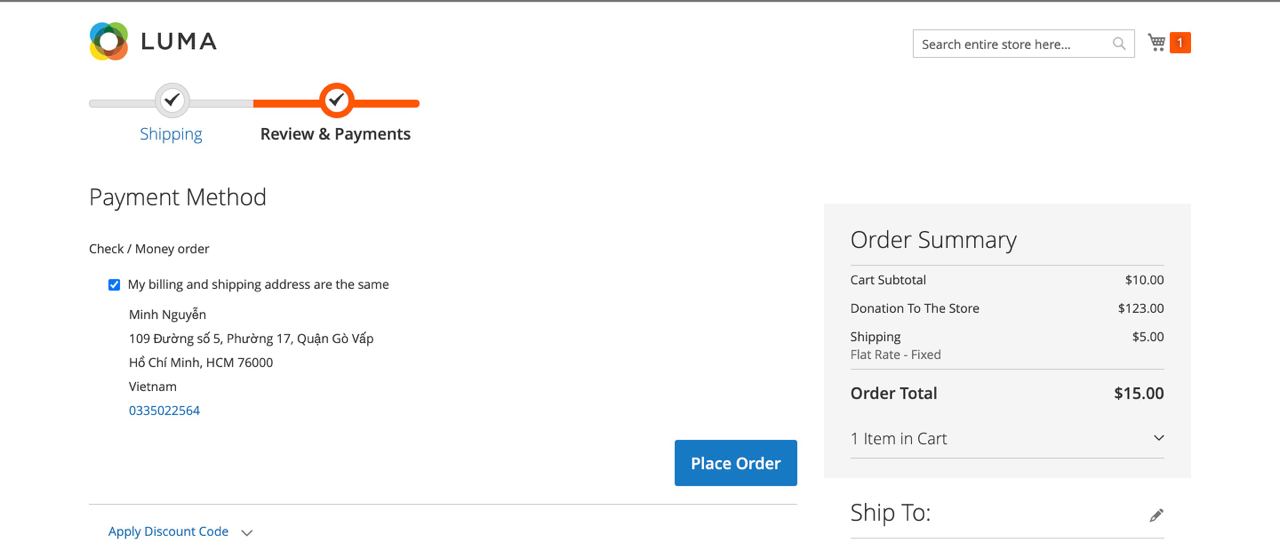 LUMA
Search entire store here...
1
Shipping
Review & Payments
Payment Method
Check / Money order
My billing and shipping address are the same
Minh Nguyễn
109 Đường số 5, Phường 17, Quận Gò Vấp
Hồ Chí Minh, HCM 76000
Vietnam
0335022564
Place Order
Apply Discount Code
Order Summary
Cart Subtotal $10.00
Donation To The Store $123.00
Shipping $5.00
Flat Rate - Fixed
Order Total $15.00
1 Item in Cart
Ship To: